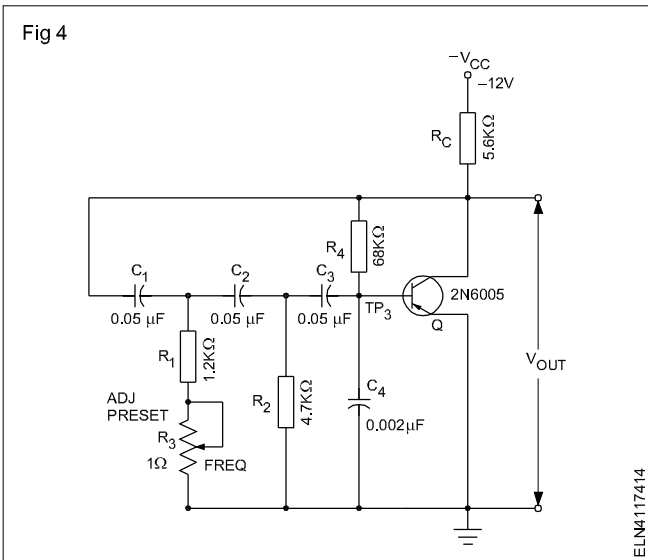 Fig 4
–VCC
–12V
RC
5.6KΩ
R4
68KΩ
C1
C2
C3
0.05 µF
0.05 µF
0.05 µF
TP3
2N6005
Q
R1
1.2KΩ
ADJ
PRESET
R3
1Ω
FREQ
R2
4.7KΩ
C4
0.002µF
VOUT
ELN4117414